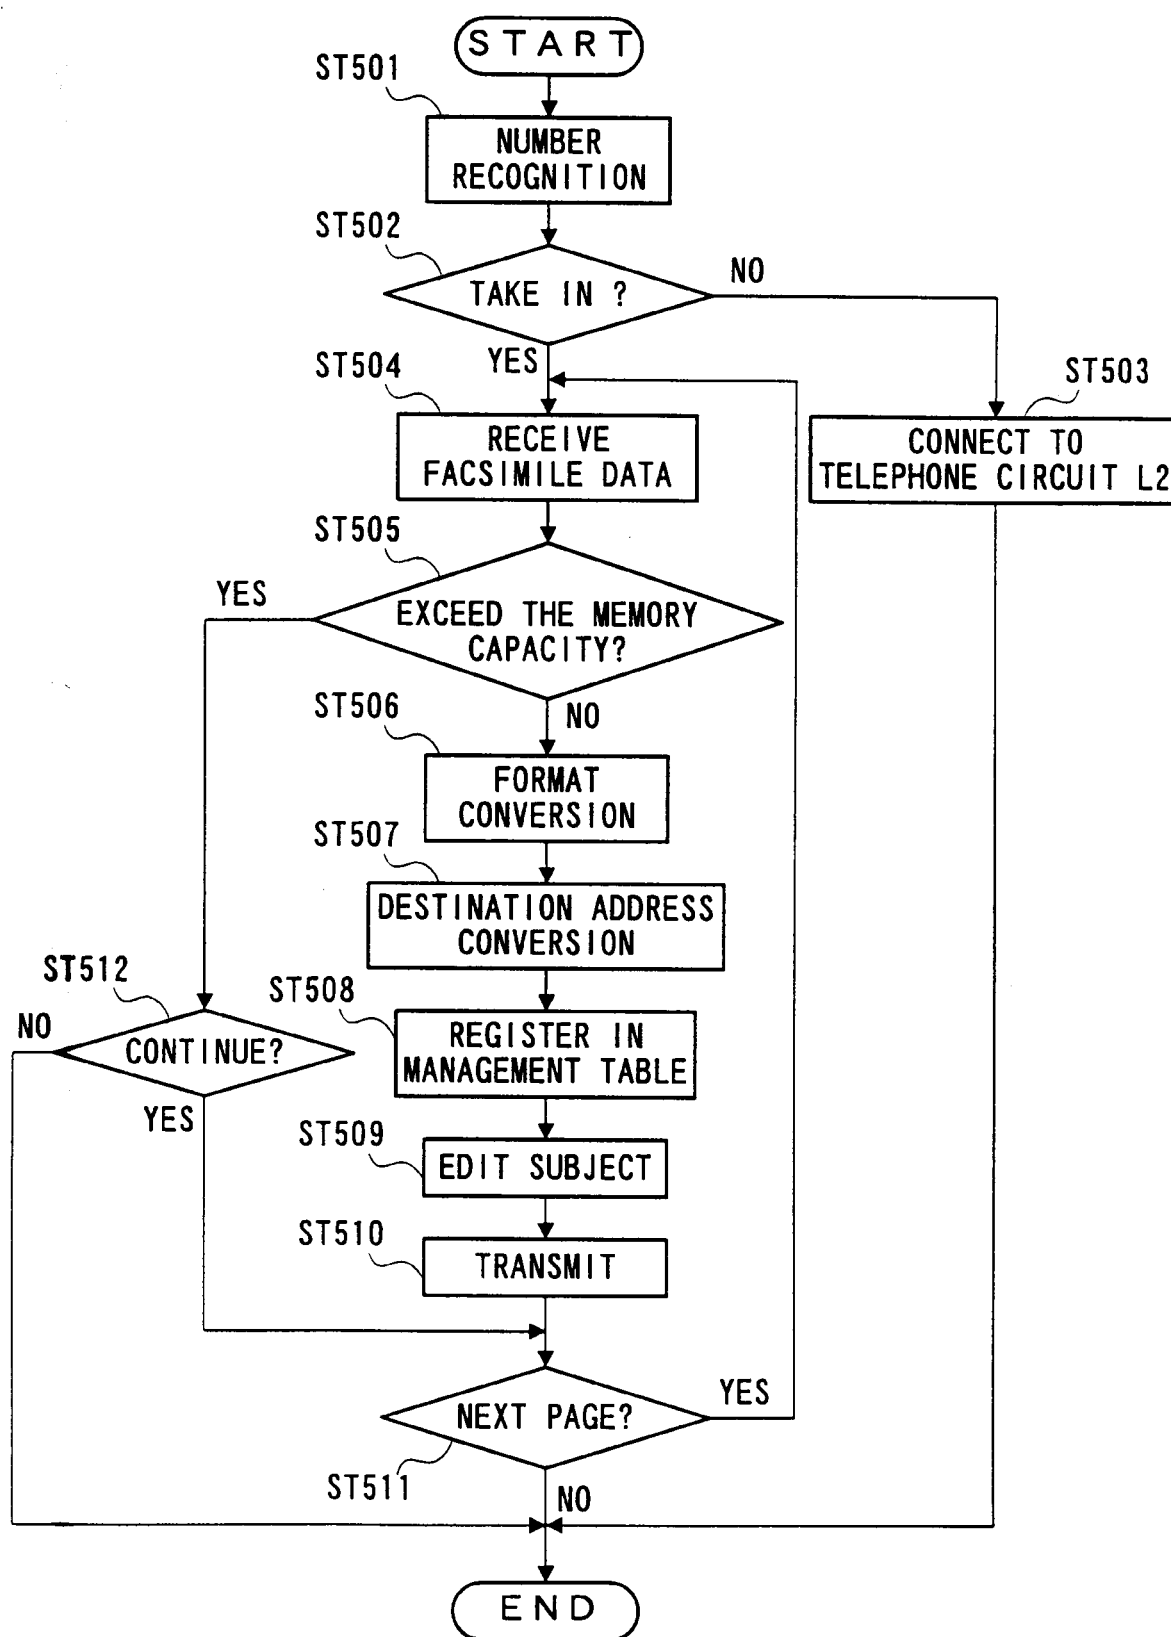 START
ST501
NUMBER
RECOGNITION
ST502
TAKE IN ?
NO
YES
ST503
CONNECT TO
TELEPHONE CIRCUIT L2
ST504
RECEIVE
FACSIMILE DATA
ST505
YES
EXCEED THE MEMORY
CAPACITY?
NO
ST506
FORMAT
CONVERSION
ST507
DESTINATION ADDRESS
CONVERSION
ST512
NO
CONTINUE?
YES
ST508
REGISTER IN
MANAGEMENT TABLE
ST509
EDIT SUBJECT
ST510
TRANSMIT
NEXT PAGE?
YES
ST511
NO
END